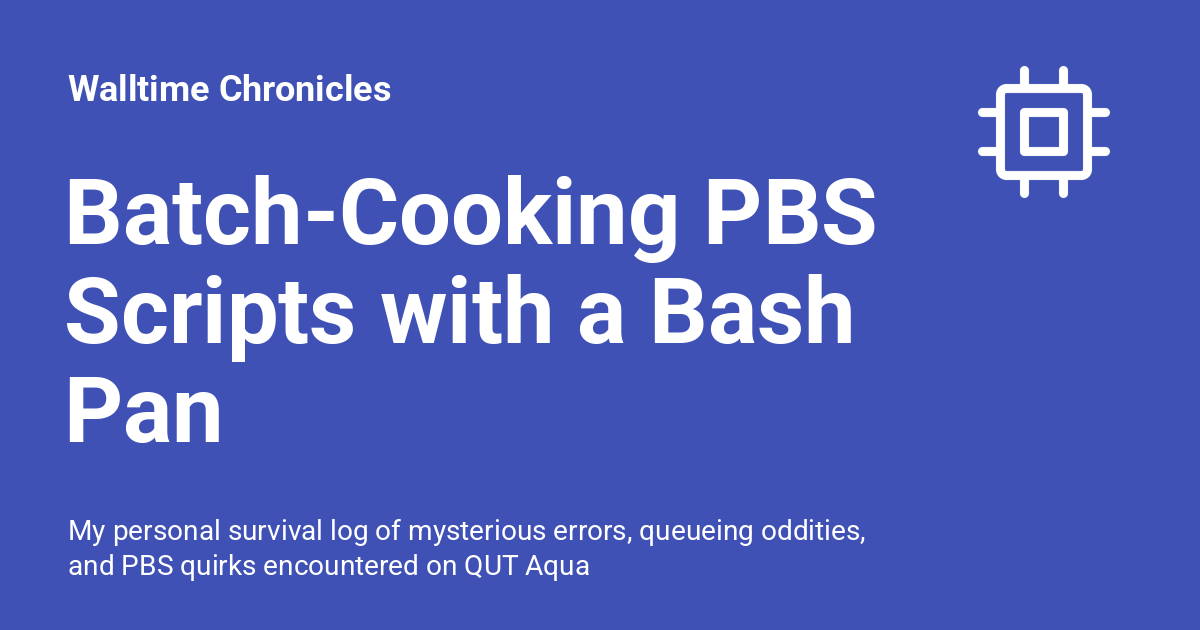 Walltime Chronicles
Batch-Cooking PBS
Scripts with a Bash
Pan
My personal survival log of mysterious errors, queueing oddities,
and PBS quirks encountered on QUT Aqua